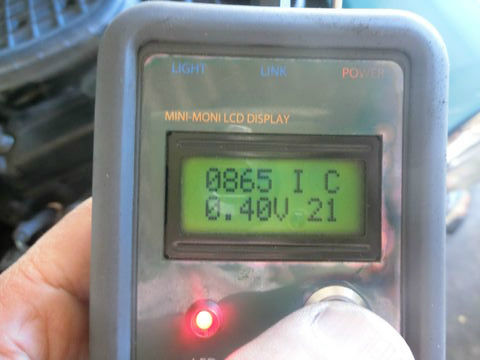 LIGHT LINK POWER
MINI-MONI LCD DISPLAY
0865 I C
0.40V 21